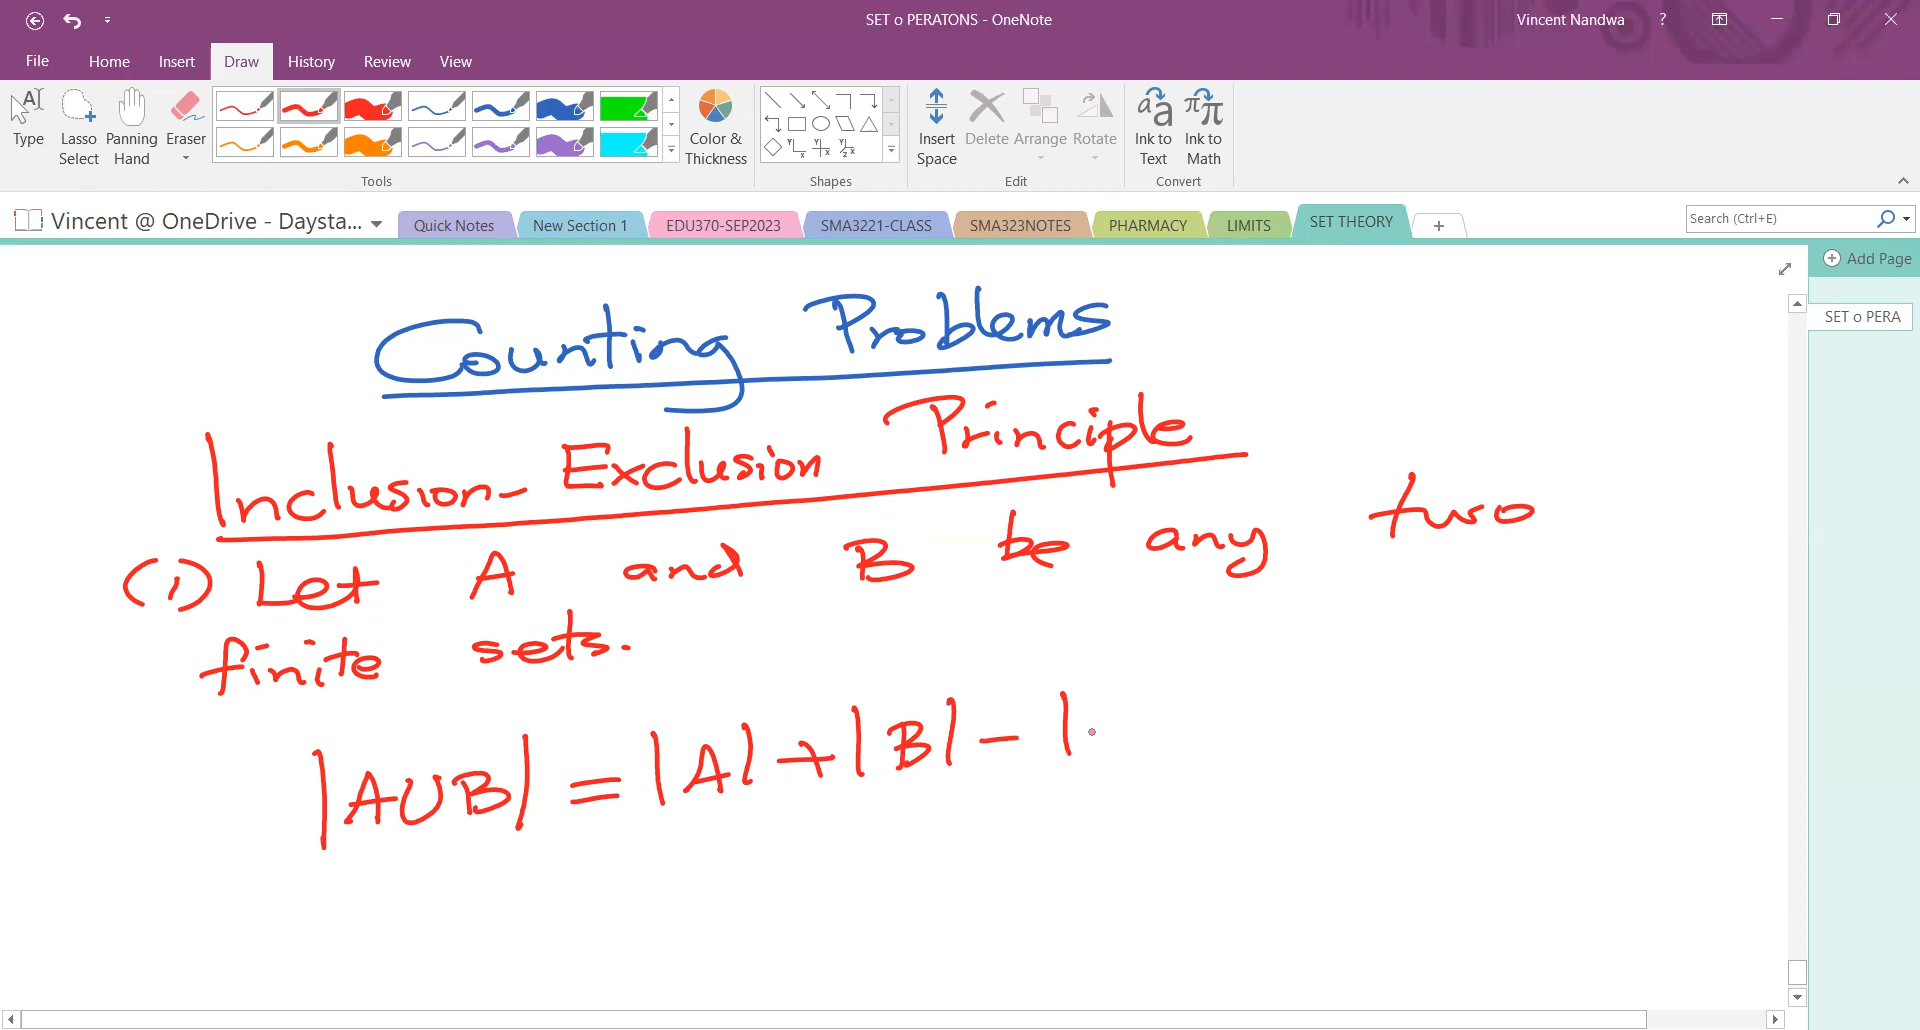 SET o PERATONS - OneNote
Vincent Nandwa
?
File Home Insert Draw History Review View
Type
Lasso Select
Panning Hand
Eraser
Color & Thickness
Insert Space
Delete
Arrange
Rotate
Ink to Text
Ink to Math
Tools
Shapes
Edit
Convert
Vincent @ OneDrive - Daysta...
Quick Notes
New Section 1
EDU370-SEP2023
SMA3221-CLASS
SMA323NOTES
PHARMACY
LIMITS
SET THEORY
+
Search (Ctrl+E)
Add Page
SET o PERA
Counting Problems
Inclusion-Exclusion Principle
(1) Let A and B be any two
finite sets.
|A∪B| = |A| + |B| - |